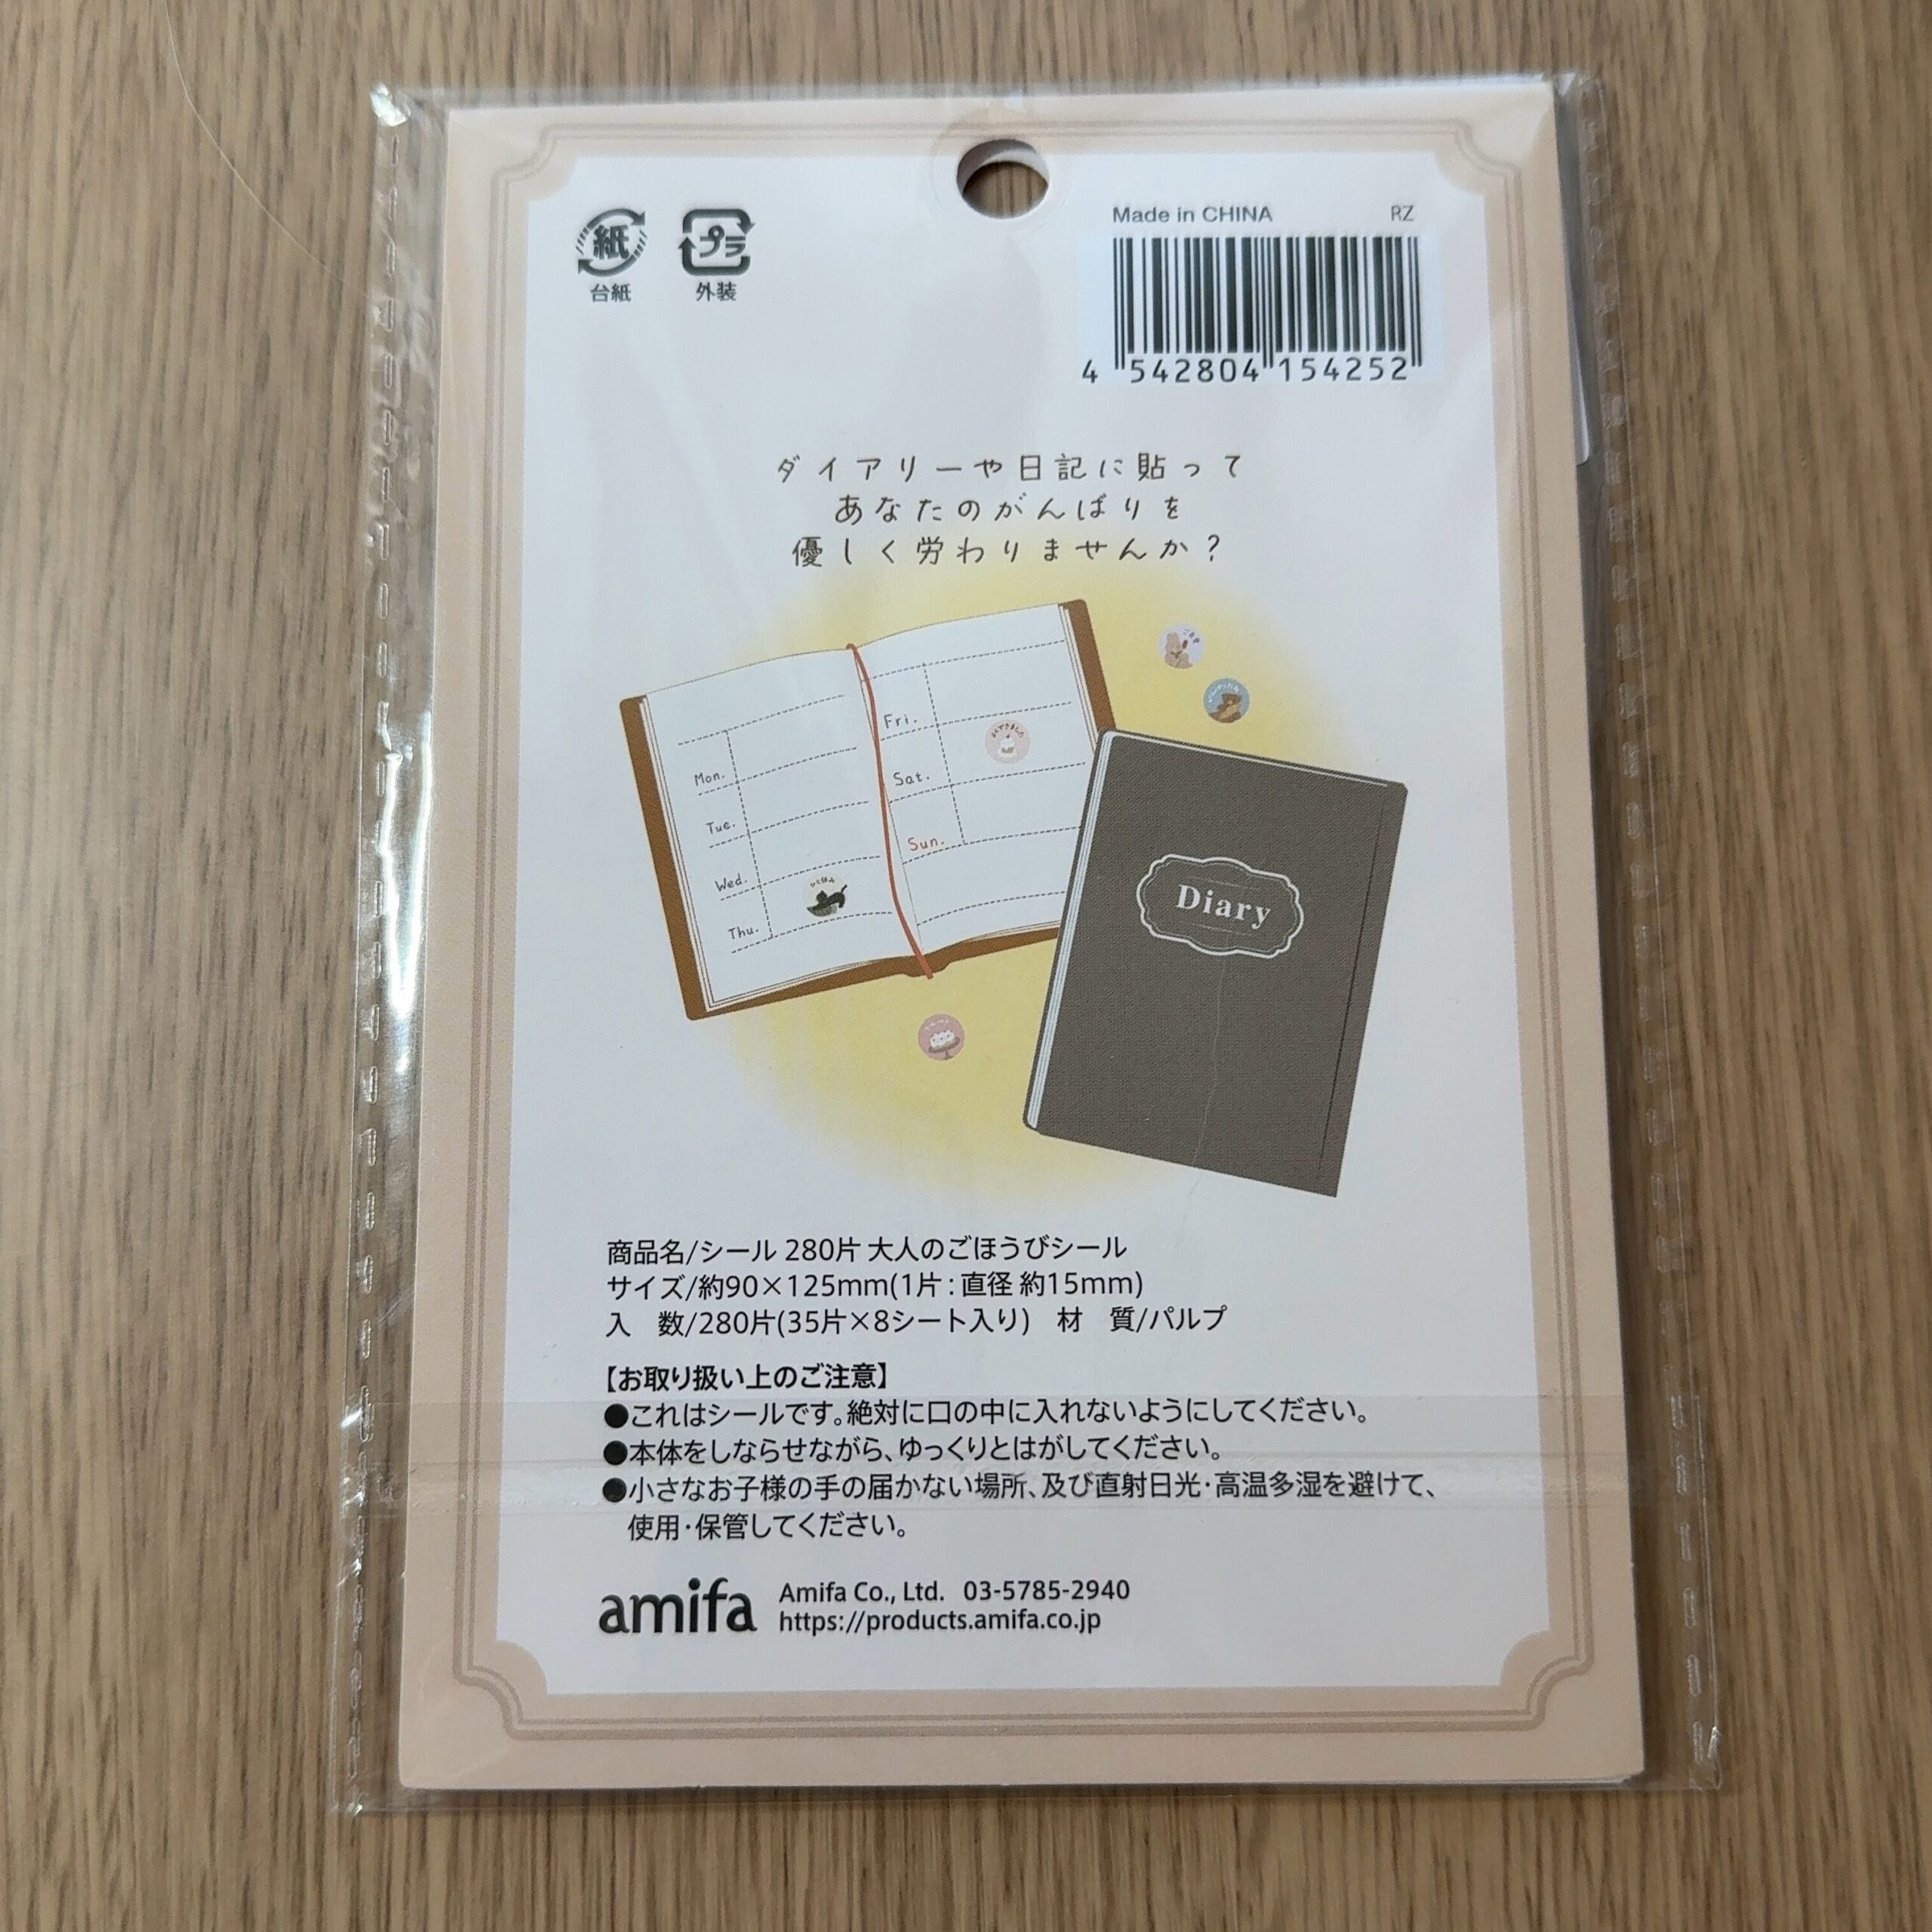 紙
台紙
プラ
外装
Made in CHINA
RZ
4 542804 154252
ダイアリーや日記に貼って
あなたのがんばりを
優しく労わりませんか?
Mon.
Tue.
Wed.
Thu.
Fri.
Sat.
Sun.
Diary
商品名/シール 280片 大人のごほうびシール
サイズ/約90×125mm(1片:直径 約15mm)
入 数/280片(35片×8シート入り) 材 質/パルプ
【お取り扱い上のご注意】
●これはシールです。絶対に口の中に入れないようにしてください。
●本体をしならせながら、ゆっくりとはがしてください。
●小さなお子様の手の届かない場所、及び直射日光・高温多湿を避けて、
使用・保管してください。
amifa
Amifa Co., Ltd. 03-5785-2940
https://products.amifa.co.jp